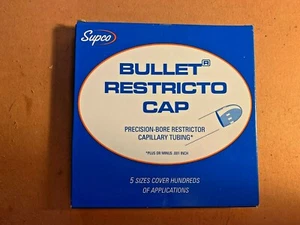 Supco
BULLET®
RESTRICTO
CAP
PRECISION-BORE RESTRICTOR
CAPILLARY TUBING*
*PLUS OR MINUS .001 INCH
5 SIZES COVER HUNDREDS
OF APPLICATIONS